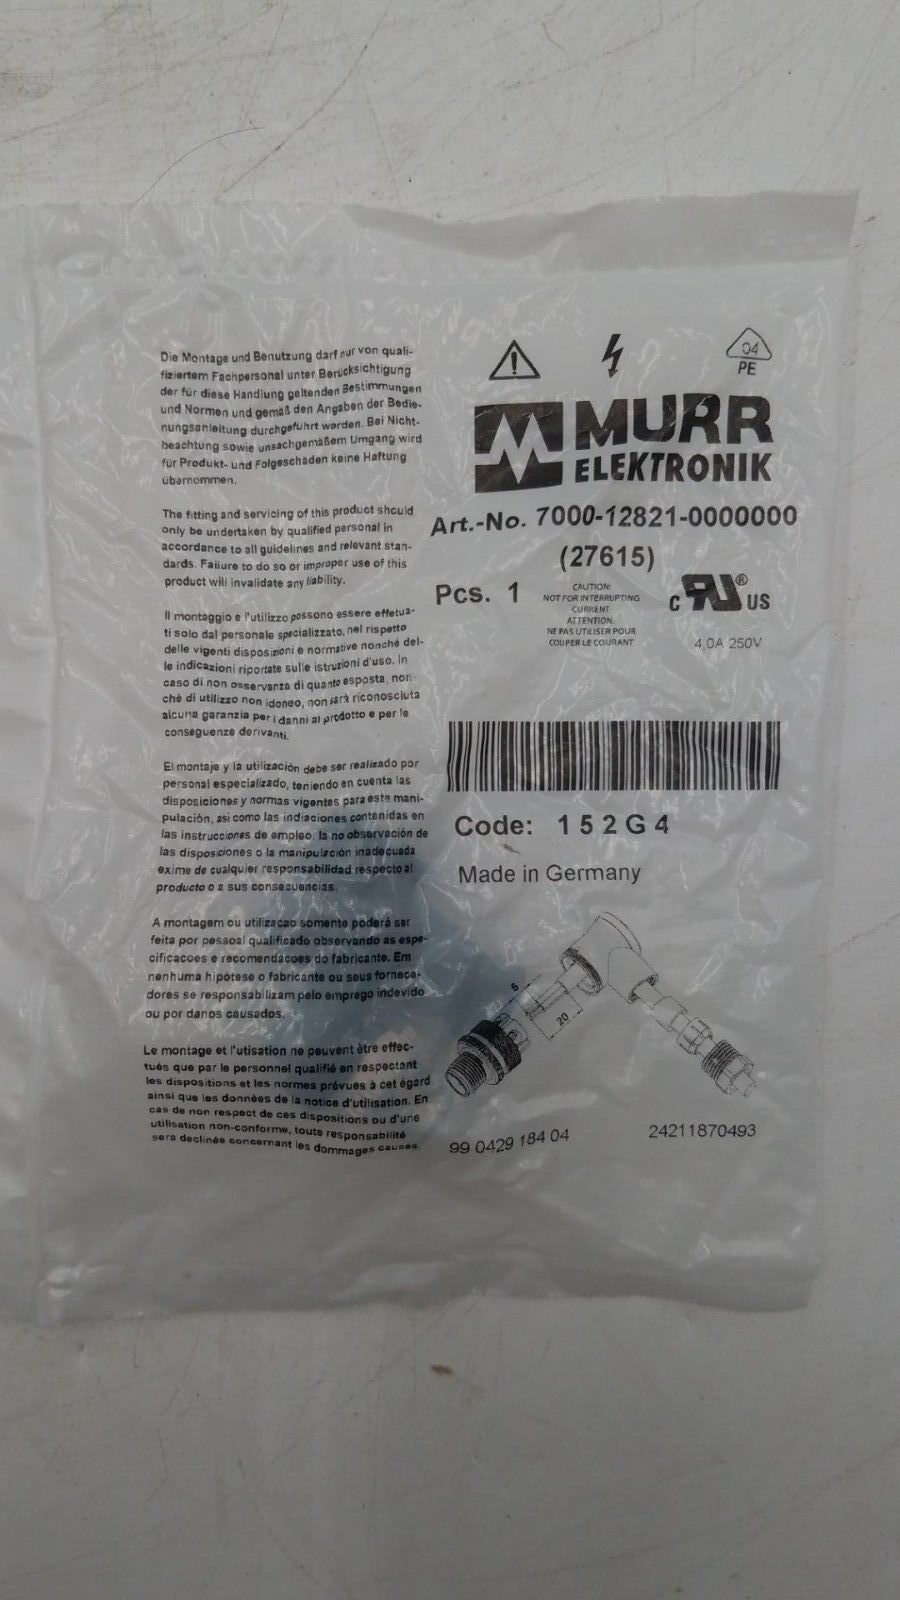 Die Montage und Benutzung darf nur von quali-
fiziertem Fachpersonal unter Berücksichtigung
der für diese Handlung geltenden Bestimmungen
und Normen und gemäß den Angaben der Bedie-
nungsanleitung durchgeführt worden. Bei Nicht-
beachtung sowie unsachgemäßem Umgang wird
für Produkt- und Folgeschäden keine Haftung
übernommen.
The fitting and servicing of this product should
only be undertaken by qualified personal in
accordance to all guidelines and relevant stan-
dards. Failure to do so or improper use of this
product will invalidate any liability.
Il montaggio e l'utilizzo possono essere effetua-
ti solo dal personale specializzato, nel rispetto
delle vigenti disposizioni e normative nonché del-
le indicazioni riportate sulle istruzioni d'uso. In
caso di non osservanza di quanto esposta, non
chè di utilizzo non idoneo, non sarà riconosciuta
alcuna garanzia per i danni al prodotto e per le
conseguenze derivanti.
El montaje y la utilización debe ser realizado por
personal especializado, teniendo en cuenta las
disposiciones y normas vigentes para esta mani-
pulación, asi como las indiaciones contenidas en
las instrucciones de empleo. la no observación de
las disposiciones o la manipulación inadecuada
exime de cualquier responsabilidad respecto al
producto o a sus consecuencias.
A montagem ou utilizacao somente poderá ser
feita por pessoal qualificado observando as espe-
cificacoes e recomendacoes do fabricante. Em
nenhuma hipótese o fabricante ou seus fornece-
dores se responsabilizam pelo emprego indevido
ou por danos causados.
Le montage et l'utisation ne peuvent être effec-
tués que par le personnel qualifié en respectant
les dispositions et les normes prévues à cet égard
ainsi que les données de la notice d'utilisation. En
cas de non respect de ces dispositions ou d'une
utilisation non-conforme, toute responsabilité
sera declinée concernant les dommages causés.
04
PE
MURR
ELEKTRONIK
Art.-No. 7000-12821-0000000
(27615)
Pcs. 1
CAUTION:
NOT FOR INTERRUPTING
CURRENT
ATTENTION:
NE PAS UTILISER POUR
COUPER LE COURANT
c RU ® US
4,0A 250V
Code: 152G4
Made in Germany
5
20
99 0429 184 04
24211870493